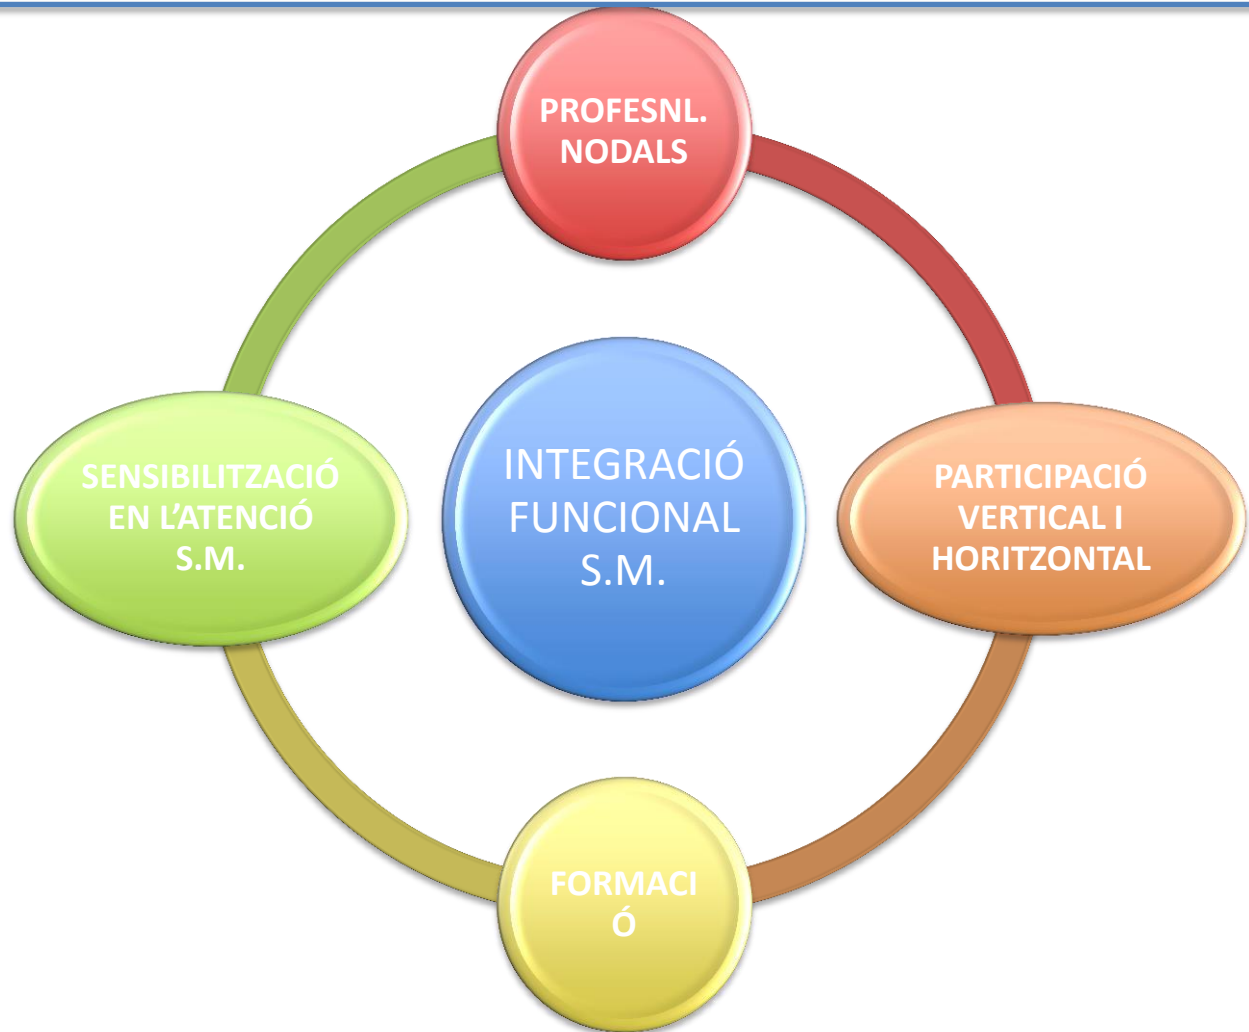 PROFESNL.
NODALS
SENSIBILITZACIÓ
EN L’ATENCIÓ
S.M.
INTEGRACIÓ
FUNCIONAL
S.M.
PARTICIPACIÓ
VERTICAL I
HORITZONTAL
FORMACI
Ó